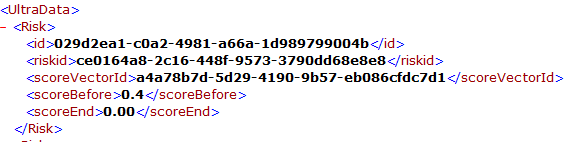 <UltraData>
- <Risk>
<id>029d2ea1-c0a2-4981-a66a-1d989799004b</id>
<riskid>ce0164a8-2c16-448f-9573-3790dd68e8e8</riskid>
<scoreVectorId>a4a78b7d-5d29-4190-9b57-eb086cfdc7d1</scoreVectorId>
<scoreBefore>0.4</scoreBefore>
<scoreEnd>0.00</scoreEnd>
</Risk>